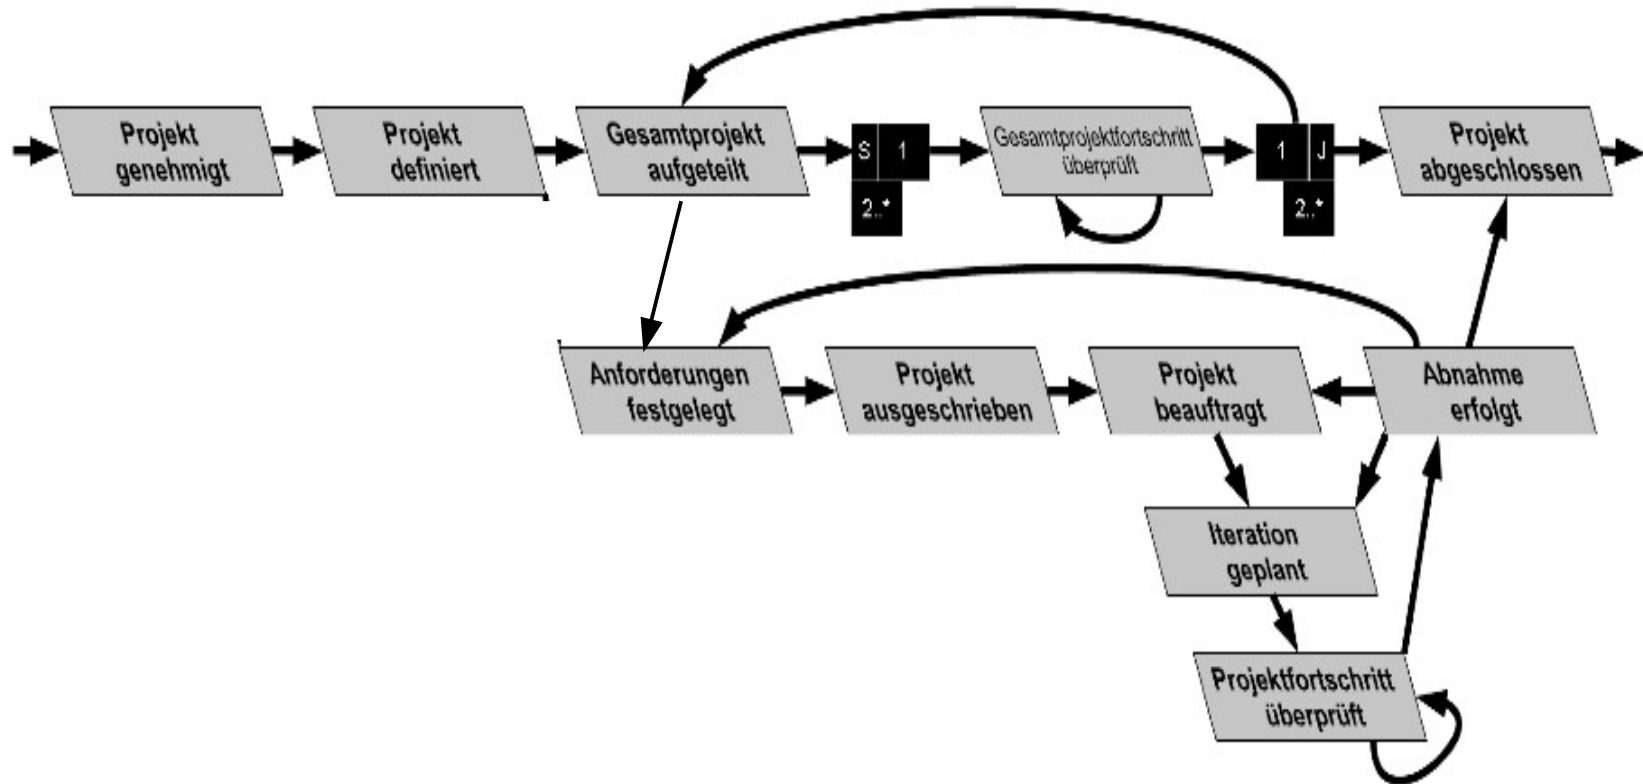 Projekt
genehmigt
Projekt
definiert
Gesamtprojekt
aufgeteilt
S 1
2..*
Gesamtprojektfortschritt
überprüft
1 J
2..*
Projekt
abgeschlossen
Anforderungen
festgelegt
Projekt
ausgeschrieben
Projekt
beauftragt
Abnahme
erfolgt
Iteration
geplant
Projektfortschritt
überprüft